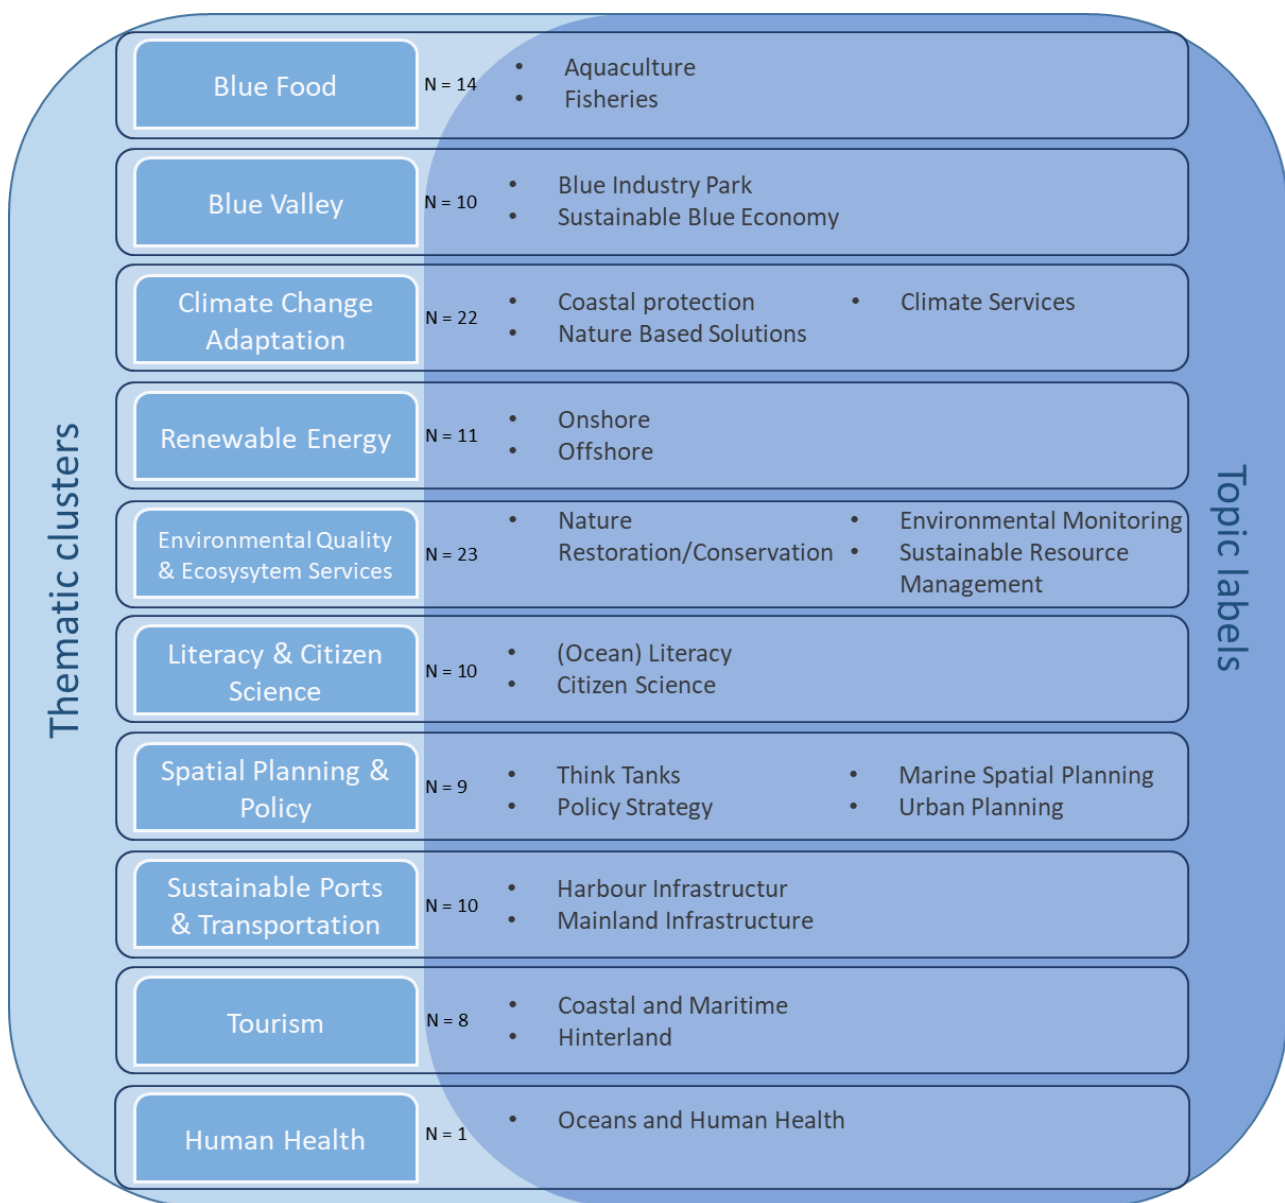 Thematic clusters
Topic labels
Blue Food
N = 14
• Aquaculture
• Fisheries
Blue Valley
N = 10
• Blue Industry Park
• Sustainable Blue Economy
Climate Change
Adaptation
N = 22
• Coastal protection
• Nature Based Solutions
• Climate Services
Renewable Energy
N = 11
• Onshore
• Offshore
Environmental Quality
& Ecosysytem Services
N = 23
• Nature
Restoration/Conservation
• Environmental Monitoring
• Sustainable Resource
Management
Literacy & Citizen
Science
N = 10
• (Ocean) Literacy
• Citizen Science
Spatial Planning &
Policy
N = 9
• Think Tanks
• Policy Strategy
• Marine Spatial Planning
• Urban Planning
Sustainable Ports
& Transportation
N = 10
• Harbour Infrastructur
• Mainland Infrastructure
Tourism
N = 8
• Coastal and Maritime
• Hinterland
Human Health
N = 1
• Oceans and Human Health